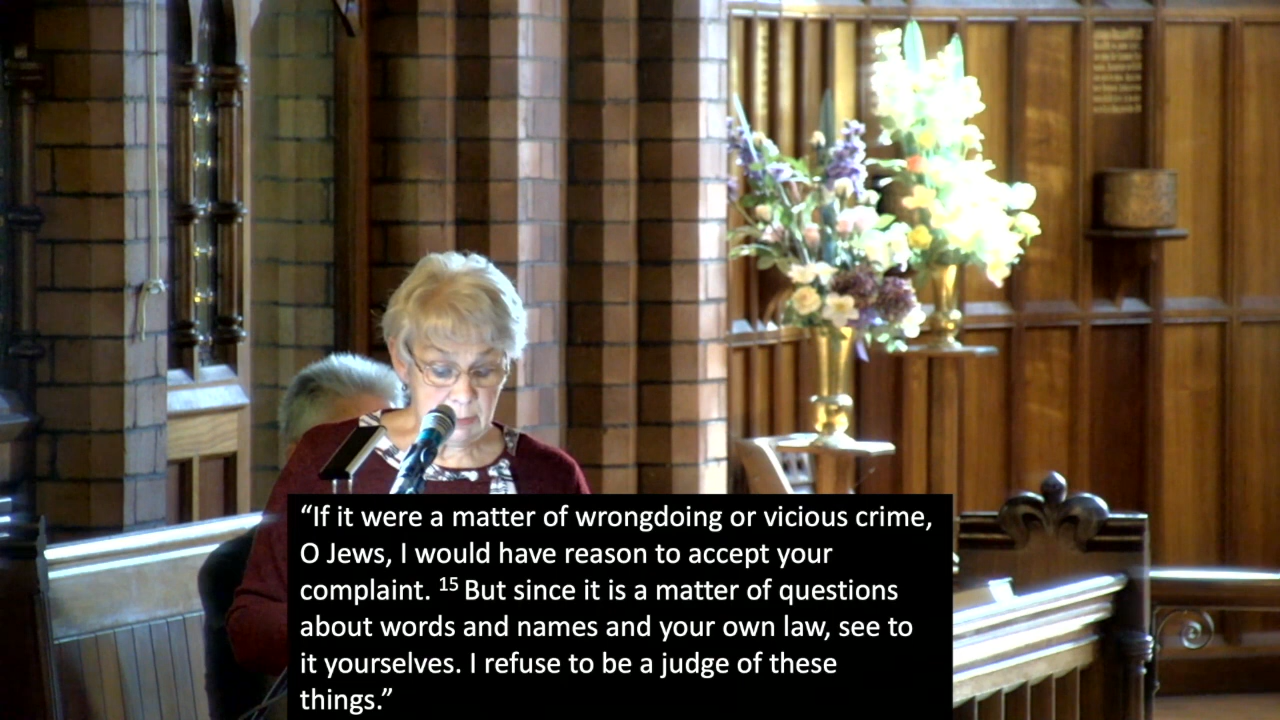 “If it were a matter of wrongdoing or vicious crime,
O Jews, I would have reason to accept your
complaint. 15 But since it is a matter of questions
about words and names and your own law, see to
it yourselves. I refuse to be a judge of these
things.”